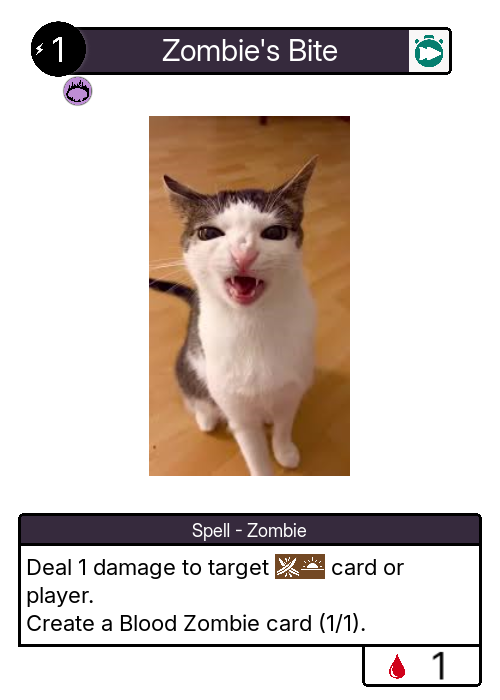 1 Zombie's Bite
Spell - Zombie
Deal 1 damage to target card or
player.
Create a Blood Zombie card (1/1).
1